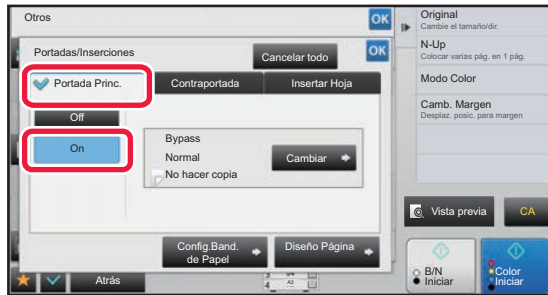 Otros
OK
Portadas/Inserciones
Cancelar todo
OK
Portada Princ.
Contraportada
Insertar Hoja
Off
On
Bypass
Normal
No hacer copia
Cambiar
Config.Band.
de Papel
Diseño Página
Atrás
Original
Cambie el tamaño/dir.
N-Up
Colocar varias pág. en 1 pág.
Modo Color
Camb. Margen
Desplaz. posic. para margen
Vista previa
CA
B/N
Iniciar
Color
Iniciar